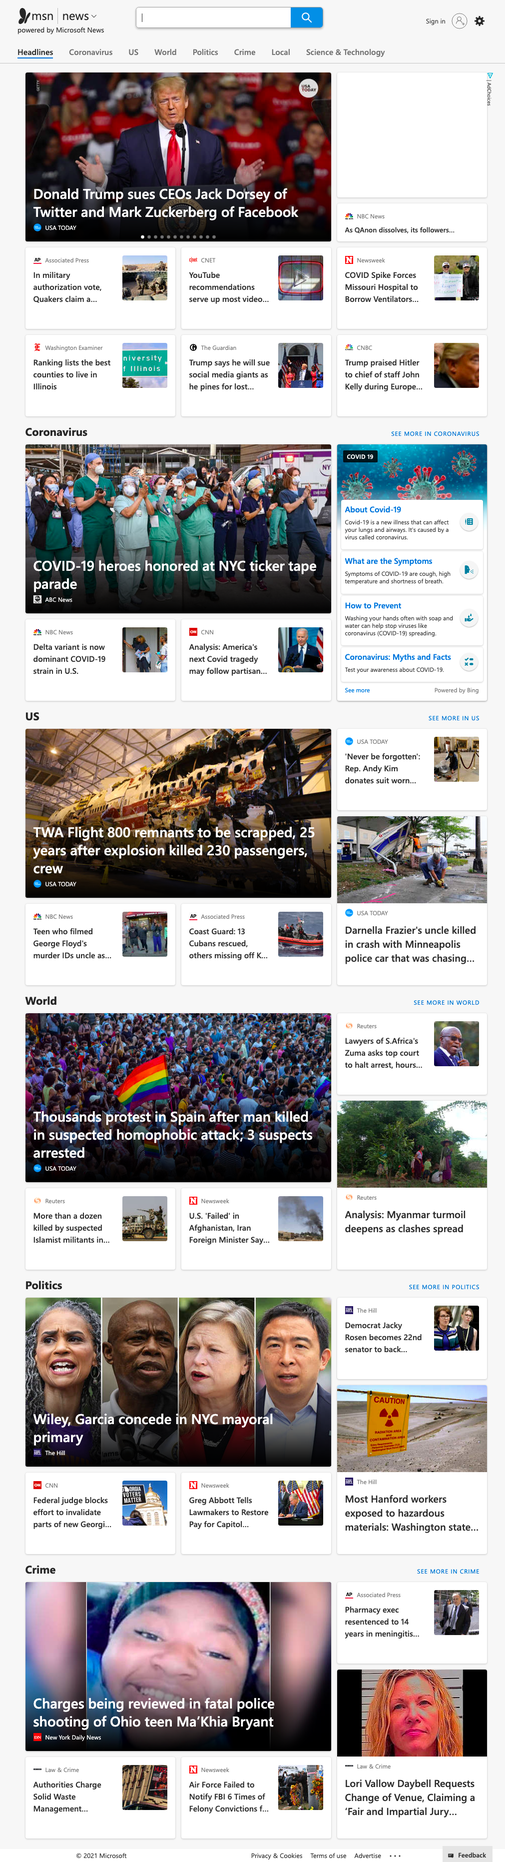 msn | news
powered by Microsoft News
Sign in
Headlines
Coronavirus
US
World
Politics
Crime
Local
Science & Technology
USA TODAY
Donald Trump sues CEOs Jack Dorsey of
Twitter and Mark Zuckerberg of Facebook
USA TODAY
AdChoices
NBC News
As QAnon dissolves, its followers...
AP Associated Press
In military
authorization vote,
Quakers claim a...
CNET
YouTube
recommendations
serve up most video...
Newsweek
COVID Spike Forces
Missouri Hospital to
Borrow Ventilators...
Washington Examiner
Ranking lists the best
counties to live in
Illinois
niversity
f Illinois
The Guardian
Trump says he will sue
social media giants as
he pines for lost...
CNBC
Trump praised Hitler
to chief of staff John
Kelly during Europe...
Coronavirus
SEE MORE IN CORONAVIRUS
NY
COVID-19 heroes honored at NYC ticker tape
parade
ABC News
COVID 19
About Covid-19
Covid-19 is a new illness that can affect
your lungs and airways. It's caused by a
virus called coronavirus.
What are the Symptoms
Symptoms of COVID-19 are cough, high
temperature and shortness of breath.
How to Prevent
Washing your hands often with soap and
water can help stop viruses like
coronavirus (COVID-19) spreading.
Coronavirus: Myths and Facts
Test your awareness about COVID-19.
See more
Powered by Bing
NBC News
Delta variant is now
dominant COVID-19
strain in U.S.
CNN
Analysis: America's
next Covid tragedy
may follow partisan...
US
SEE MORE IN US
TWA Flight 800 remnants to be scrapped, 25
years after explosion killed 230 passengers,
crew
USA TODAY
USA TODAY
'Never be forgotten':
Rep. Andy Kim
donates suit worn...
USA TODAY
Darnella Frazier's uncle killed
in crash with Minneapolis
police car that was chasing...
NBC News
Teen who filmed
George Floyd's
murder IDs uncle as...
AP Associated Press
Coast Guard: 13
Cubans rescued,
others missing off K...
World
SEE MORE IN WORLD
Thousands protest in Spain after man killed
in suspected homophobic attack; 3 suspects
arrested
USA TODAY
Reuters
Lawyers of S.Africa's
Zuma asks top court
to halt arrest, hours...
Reuters
Analysis: Myanmar turmoil
deepens as clashes spread
Reuters
More than a dozen
killed by suspected
Islamist militants in...
Newsweek
U.S. 'Failed' in
Afghanistan, Iran
Foreign Minister Say...
Politics
SEE MORE IN POLITICS
Wiley, Garcia concede in NYC mayoral
primary
The Hill
The Hill
Democrat Jacky
Rosen becomes 22nd
senator to back...
CAUTION
The Hill
Most Hanford workers
exposed to hazardous
materials: Washington state...
CNN
Federal judge blocks
effort to invalidate
parts of new Georgi...
GEORGIA
VOTERS
MATTER
Newsweek
Greg Abbott Tells
Lawmakers to Restore
Pay for Capitol...
Crime
SEE MORE IN CRIME
Charges being reviewed in fatal police
shooting of Ohio teen Ma'Khia Bryant
New York Daily News
AP Associated Press
Pharmacy exec
resentenced to 14
years in meningitis...
Law & Crime
Lori Vallow Daybell Requests
Change of Venue, Claiming a
'Fair and Impartial Jury...
Law & Crime
Authorities Charge
Solid Waste
Management...
Newsweek
Air Force Failed to
Notify FBI 6 Times of
Felony Convictions f...
© 2021 Microsoft
Privacy & Cookies
Terms of use
Advertise
...
Feedback